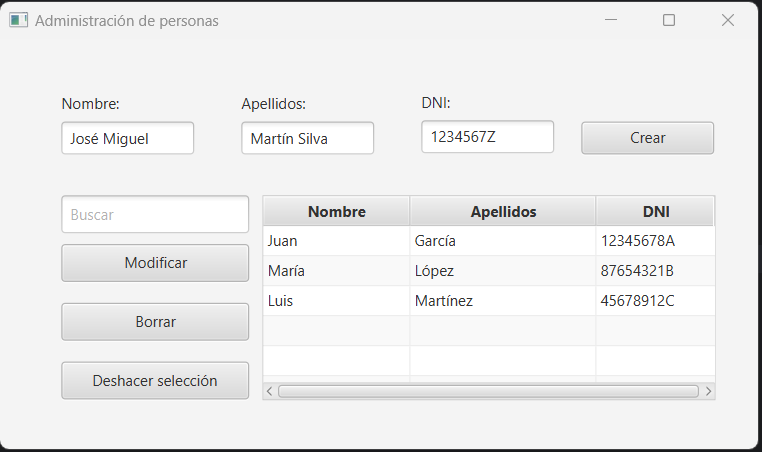 Administración de personas
Nombre: Apellidos: DNI:
José Miguel Martín Silva 1234567Z Crear
Buscar
Modificar
Borrar
Deshacer selección
Nombre Apellidos DNI
Juan García 12345678A
María López 87654321B
Luis Martínez 45678912C